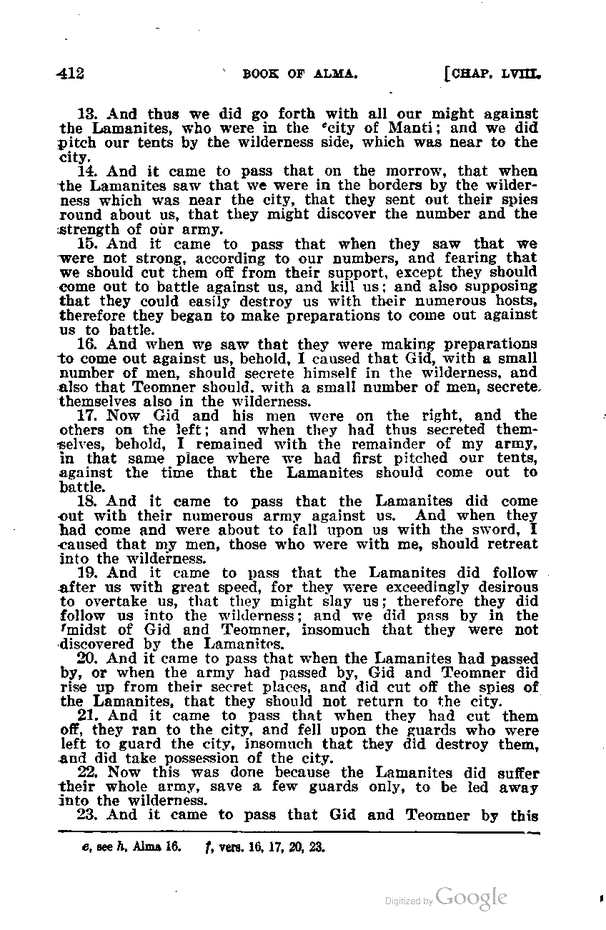 412 BOOK OF ALMA. [CHAP. LVIII.
13. And thus we did go forth with all our might against
the Lamanites, who were in the ᵉcity of Manti; and we did
pitch our tents by the wilderness side, which was near to the
city.
14. And it came to pass that on the morrow, that when
the Lamanites saw that we were in the borders by the wilder-
ness which was near the city, that they sent out their spies
round about us, that they might discover the number and the
strength of our army.
15. And it came to pass that when they saw that we
were not strong, according to our numbers, and fearing that
we should cut them off from their support, except they should
come out to battle against us, and kill us; and also supposing
that they could easily destroy us with their numerous hosts,
therefore they began to make preparations to come out against
us to battle.
16. And when we saw that they were making preparations
to come out against us, behold, I caused that Gid, with a small
number of men, should secrete himself in the wilderness, and
also that Teomner should, with a small number of men, secrete
themselves also in the wilderness.
17. Now Gid and his men were on the right, and the
others on the left; and when they had thus secreted them-
selves, behold, I remained with the remainder of my army,
in that same place where we had first pitched our tents,
against the time that the Lamanites should come out to
battle.
18. And it came to pass that the Lamanites did come
out with their numerous army against us. And when they
had come and were about to fall upon us with the sword, I
caused that my men, those who were with me, should retreat
into the wilderness.
19. And it came to pass that the Lamanites did follow
after us with great speed, for they were exceedingly desirous
to overtake us, that they might slay us; therefore they did
follow us into the wilderness; and we did pass by in the
ᶠmidst of Gid and Teomner, insomuch that they were not
discovered by the Lamanites.
20. And it came to pass that when the Lamanites had passed
by, or when the army had passed by, Gid and Teomner did
rise up from their secret places, and did cut off the spies of
the Lamanites, that they should not return to the city.
21. And it came to pass that when they had cut them
off, they ran to the city, and fell upon the guards who were
left to guard the city, insomuch that they did destroy them,
and did take possession of the city.
22. Now this was done because the Lamanites did suffer
their whole army, save a few guards only, to be led away
into the wilderness.
23. And it came to pass that Gid and Teomner by this
e, see h, Alma 16. f, vers. 16, 17, 20, 23.
Digitized by Google